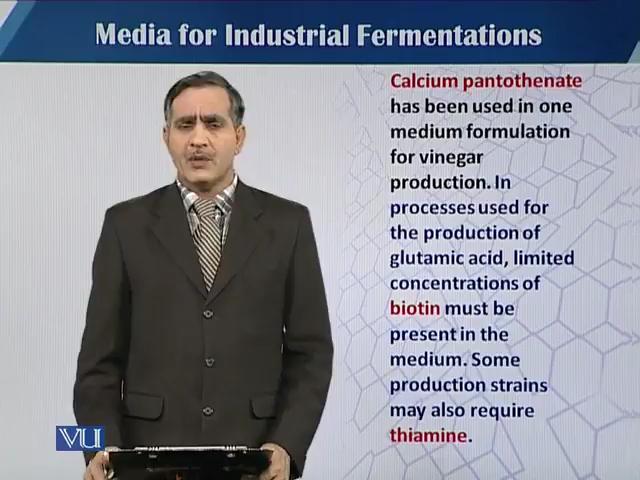 Media for Industrial Fermentations
Calcium pantothenate
has been used in one
medium formulation
for vinegar
production. In
processes used for
the production of
glutamic acid, limited
concentrations of
biotin must be
present in the
medium. Some
production strains
may also require
thiamine.
VU